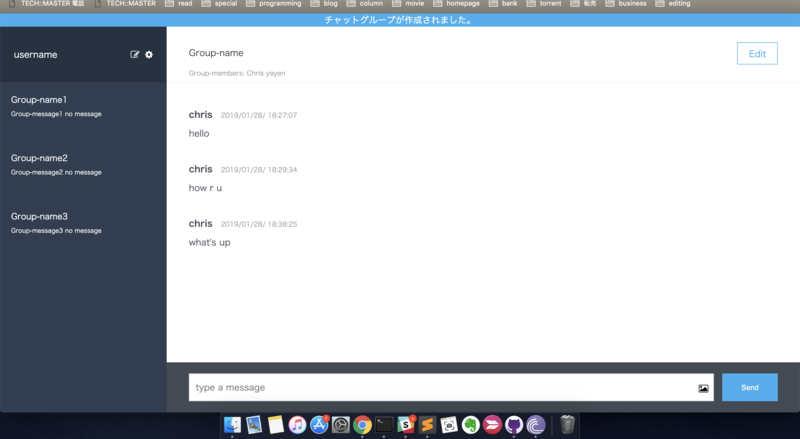 TECH::MASTER 電話 TECH::MASTER read special programming blog column movie homepage bank torrent 転売 business editing
チャットグループが作成されました。
username
Group-name
Edit
Group-members: Chris yayen
Group-name1
Group-message1 no message
Group-name2
Group-message2 no message
Group-name3
Group-message3 no message
chris 2019/01/28/ 18:27:07
hello
chris 2019/01/28/ 18:29:34
how r u
chris 2019/01/28/ 18:38:25
what's up
type a message
Send